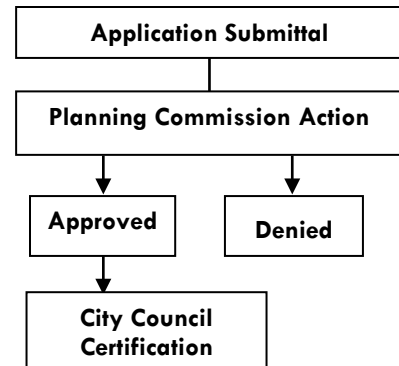 Application Submittal
Planning Commission Action
Approved
Denied
City Council
Certification